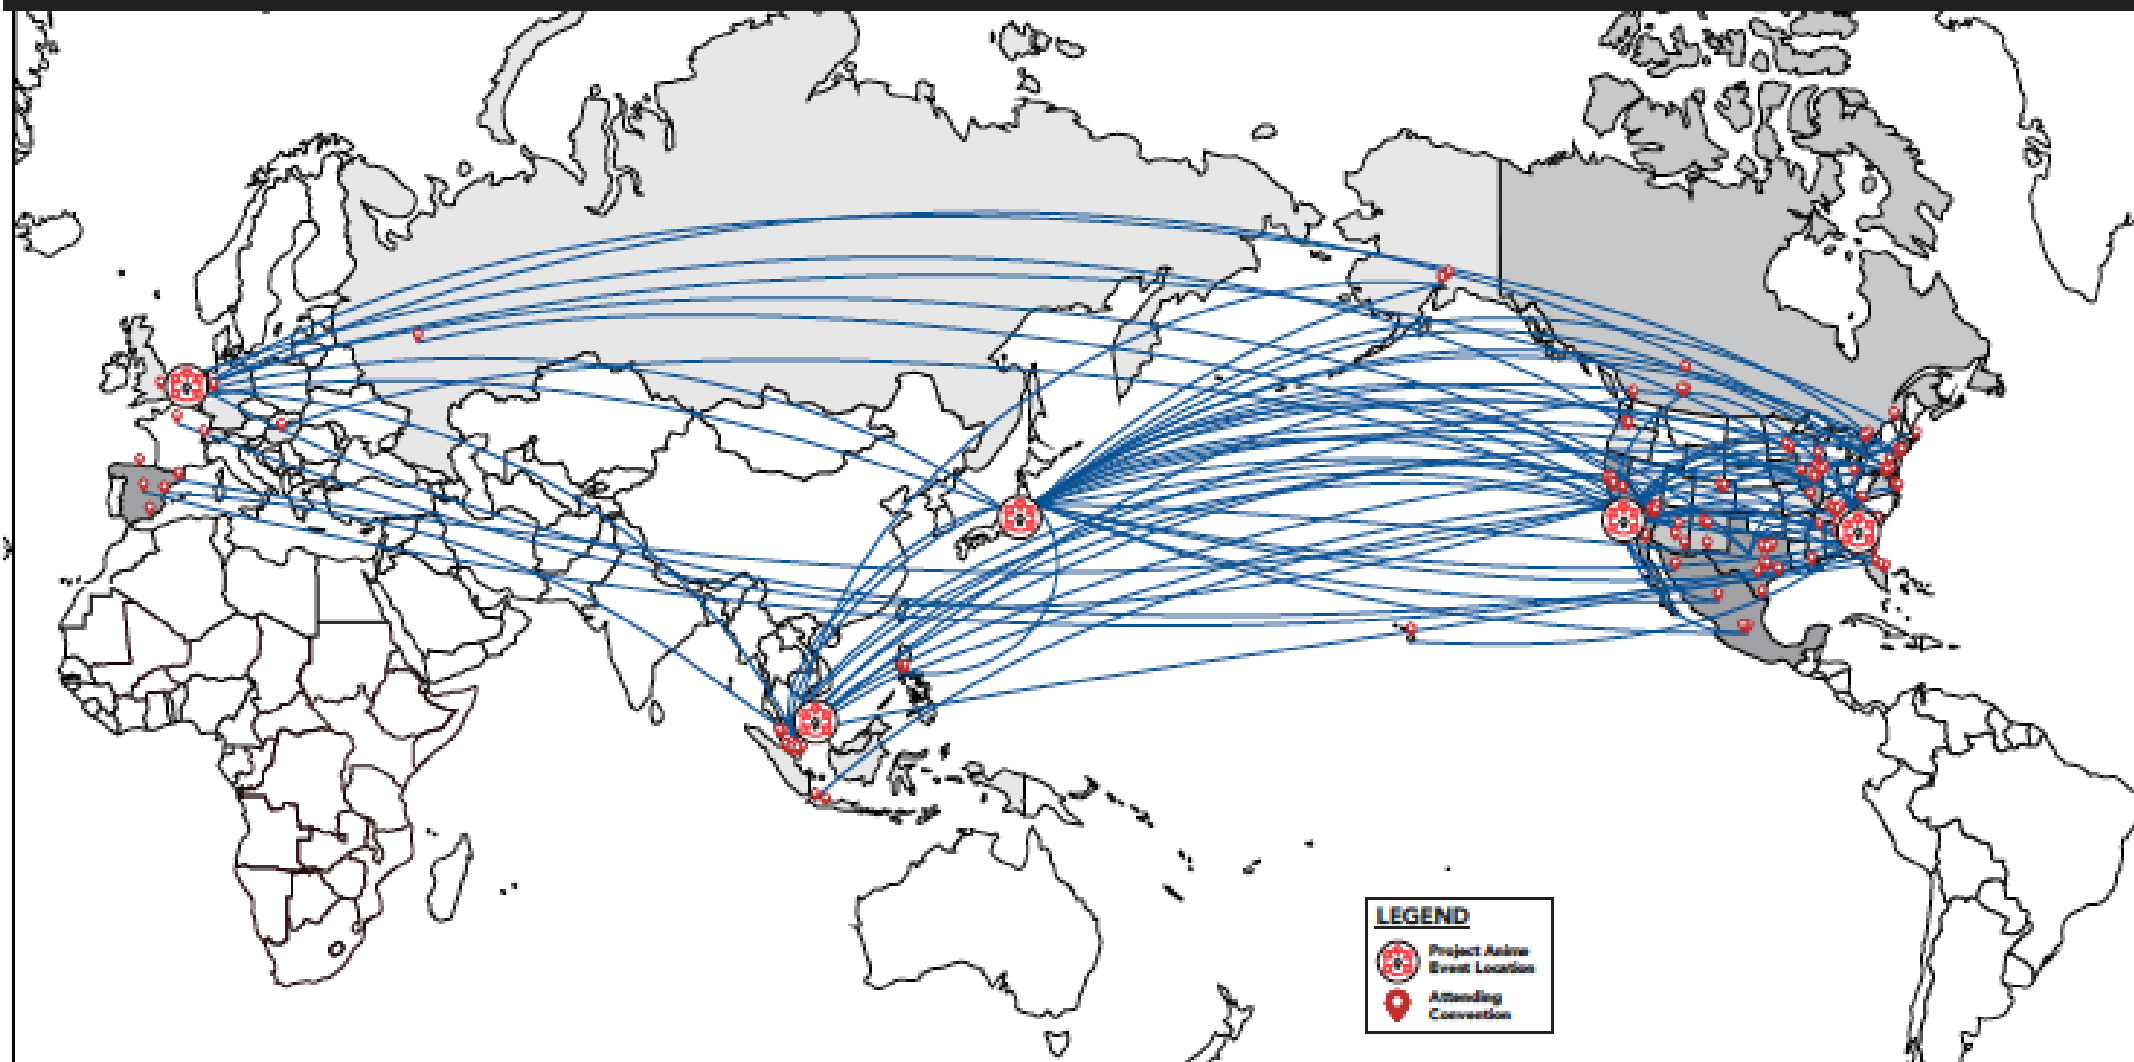 LEGEND
Project Anime
Event Location
Attending
Convention